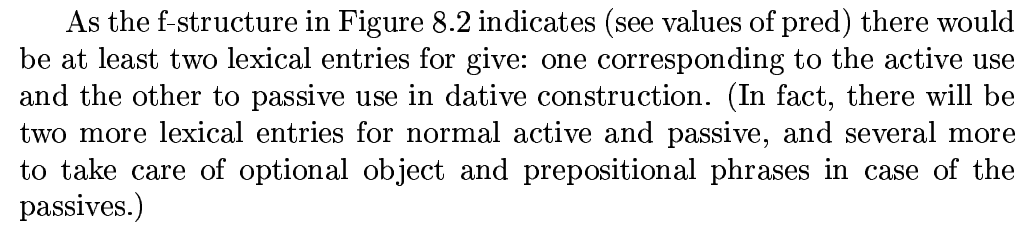 As the f-structure in Figure 8.2 indicates (see values of pred) there would
be at least two lexical entries for give: one corresponding to the active use
and the other to passive use in dative construction. (In fact, there will be
two more lexical entries for normal active and passive, and several more
to take care of optional object and prepositional phrases in case of the
passives.)